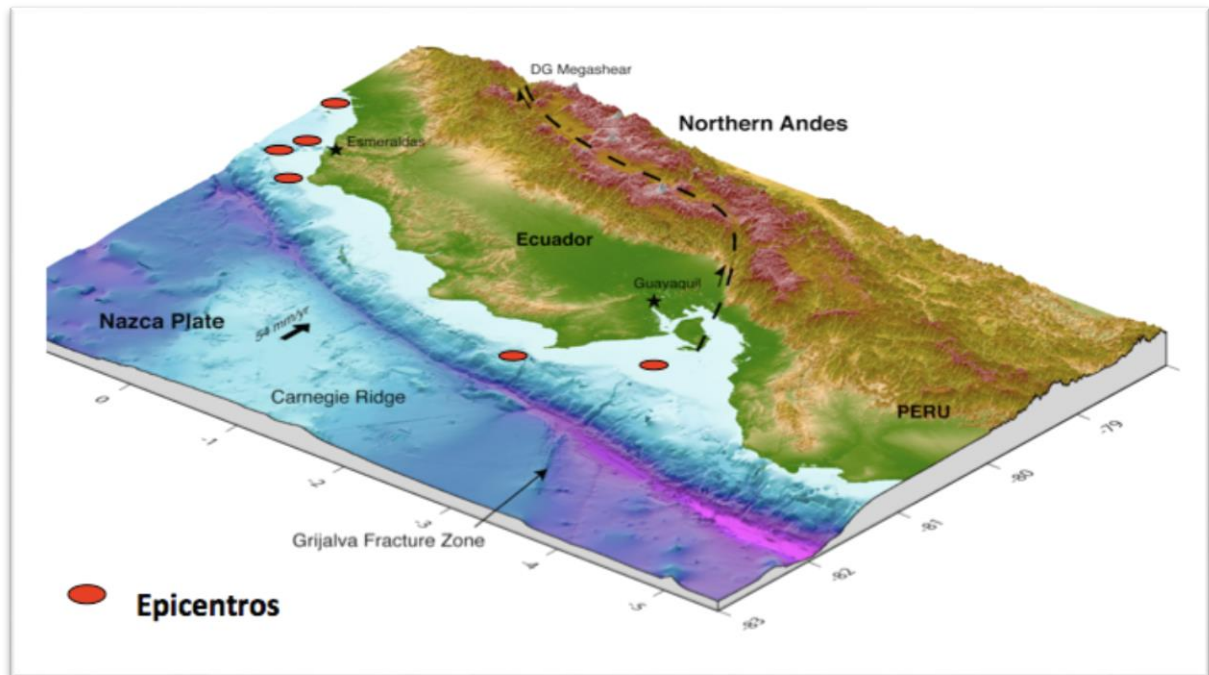 DG Megashear
Northern Andes
Esmeraldas
Ecuador
Guayaquil
Nazca Plate
54 mm/yr
Carnegie Ridge
PERU
Grijalva Fracture Zone
0
-1
-2
-3
-4
-5
-79
-80
-81
-82
-83
Epicentros